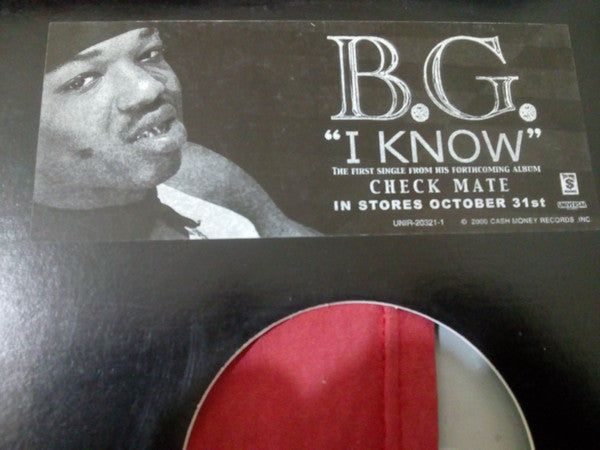 B.G.
“I KNOW”
THE FIRST SINGLE FROM HIS FORTHCOMING ALBUM
CHECK MATE
IN STORES OCTOBER 31st
UNIR-20321-1 © 2000 CASH MONEY RECORDS, INC.
UNIVERSAL